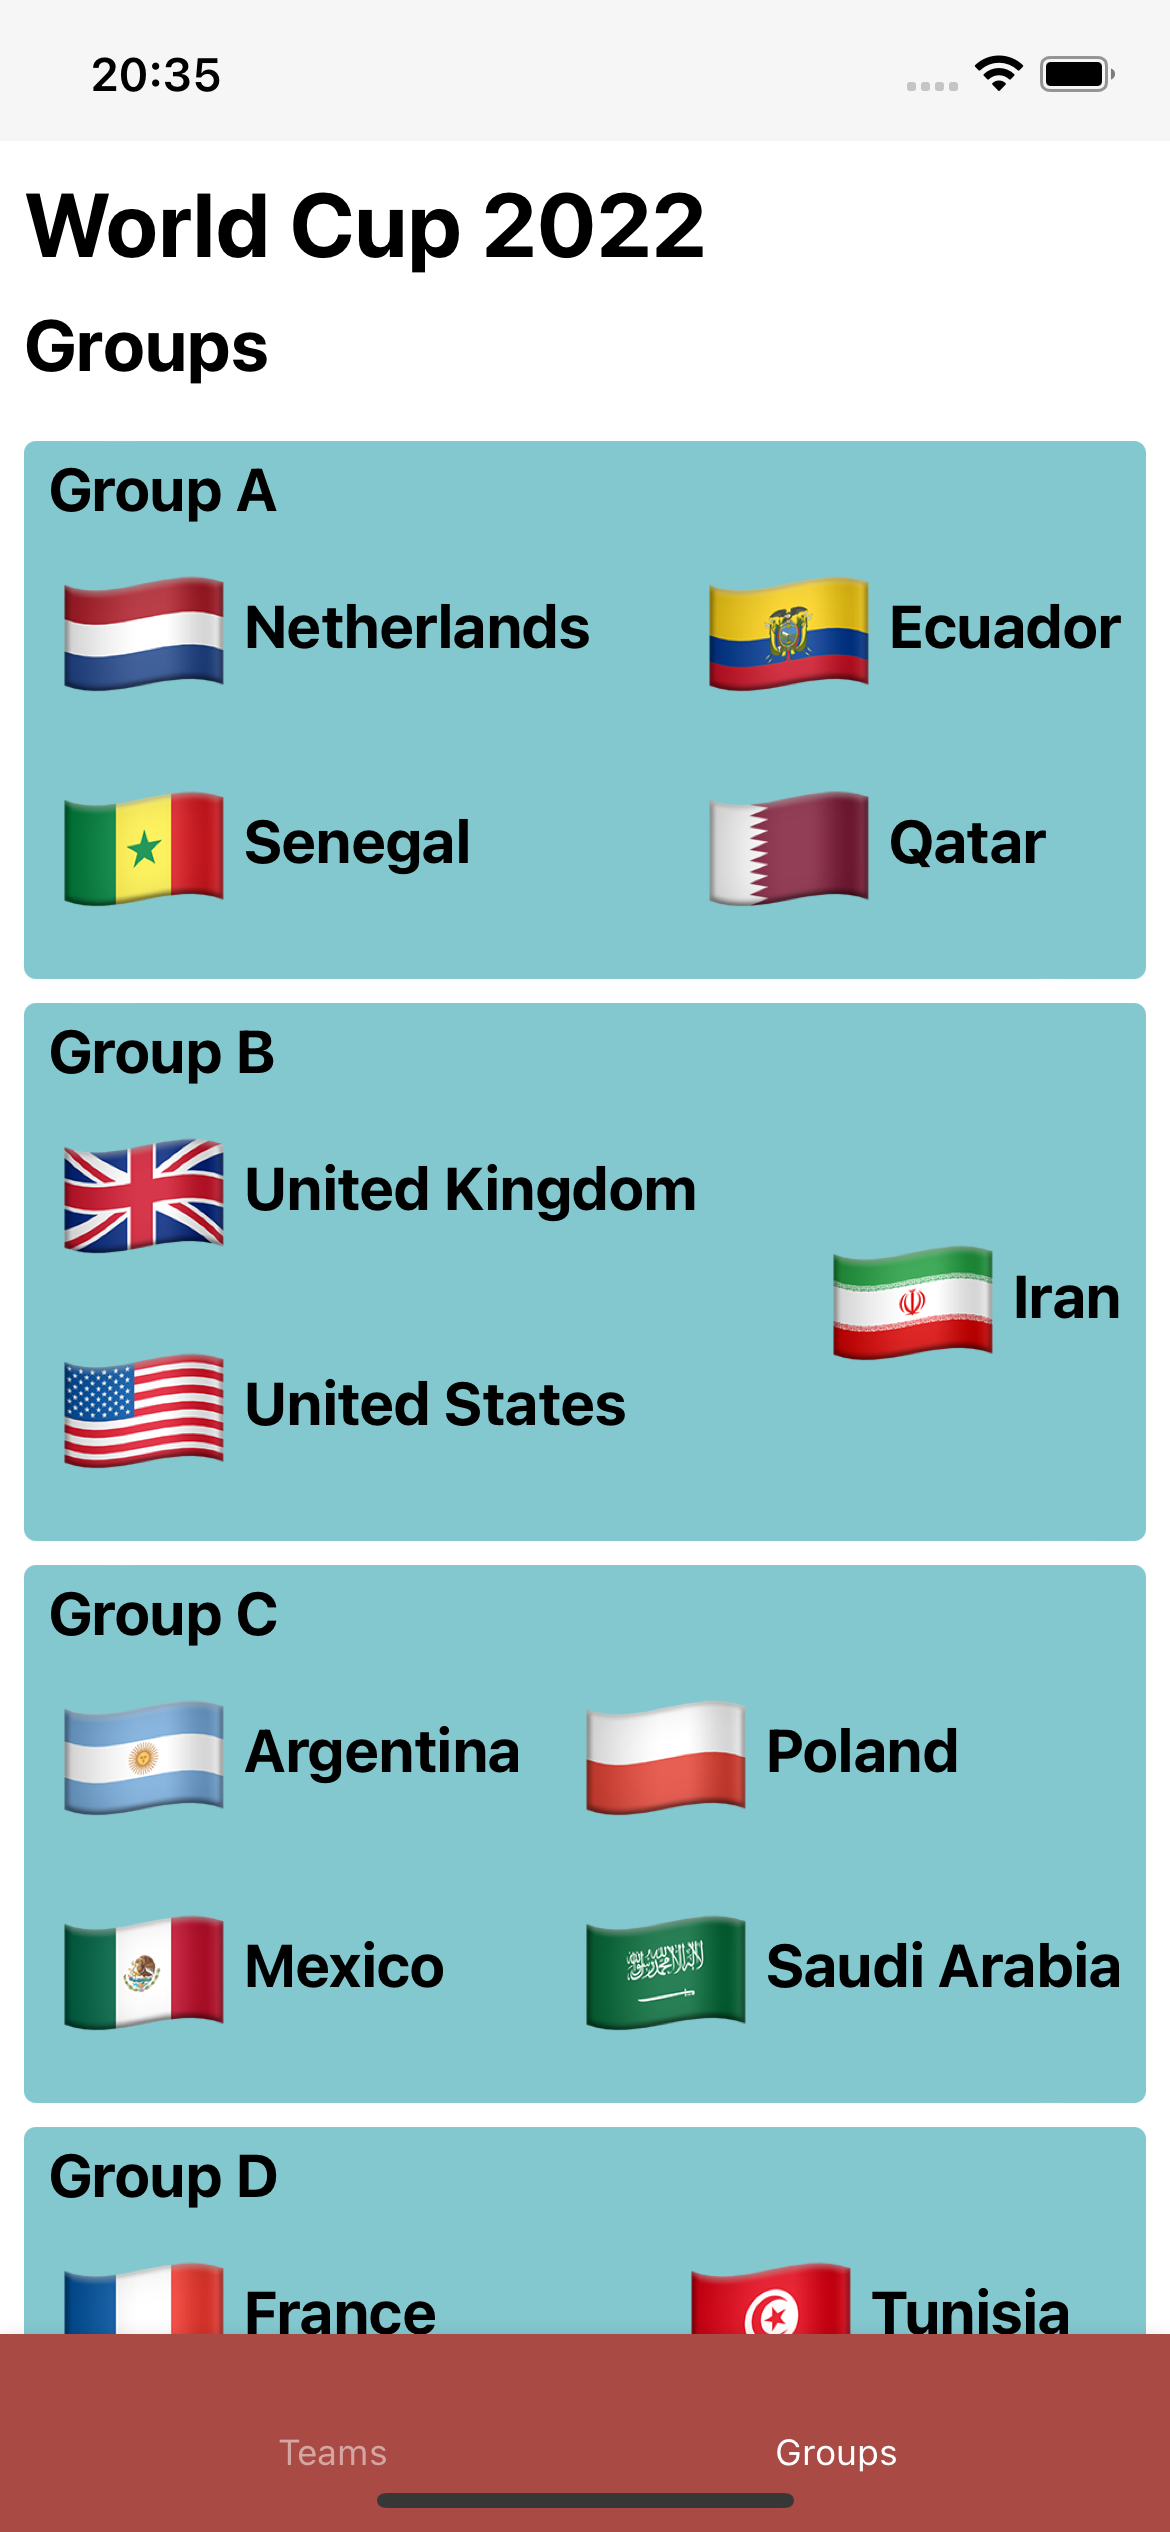 20:35
World Cup 2022
Groups
Group A
Netherlands Ecuador
Senegal Qatar
Group B
United Kingdom
Iran
United States
Group C
Argentina Poland
Mexico Saudi Arabia
Group D
France Tunisia
Teams Groups